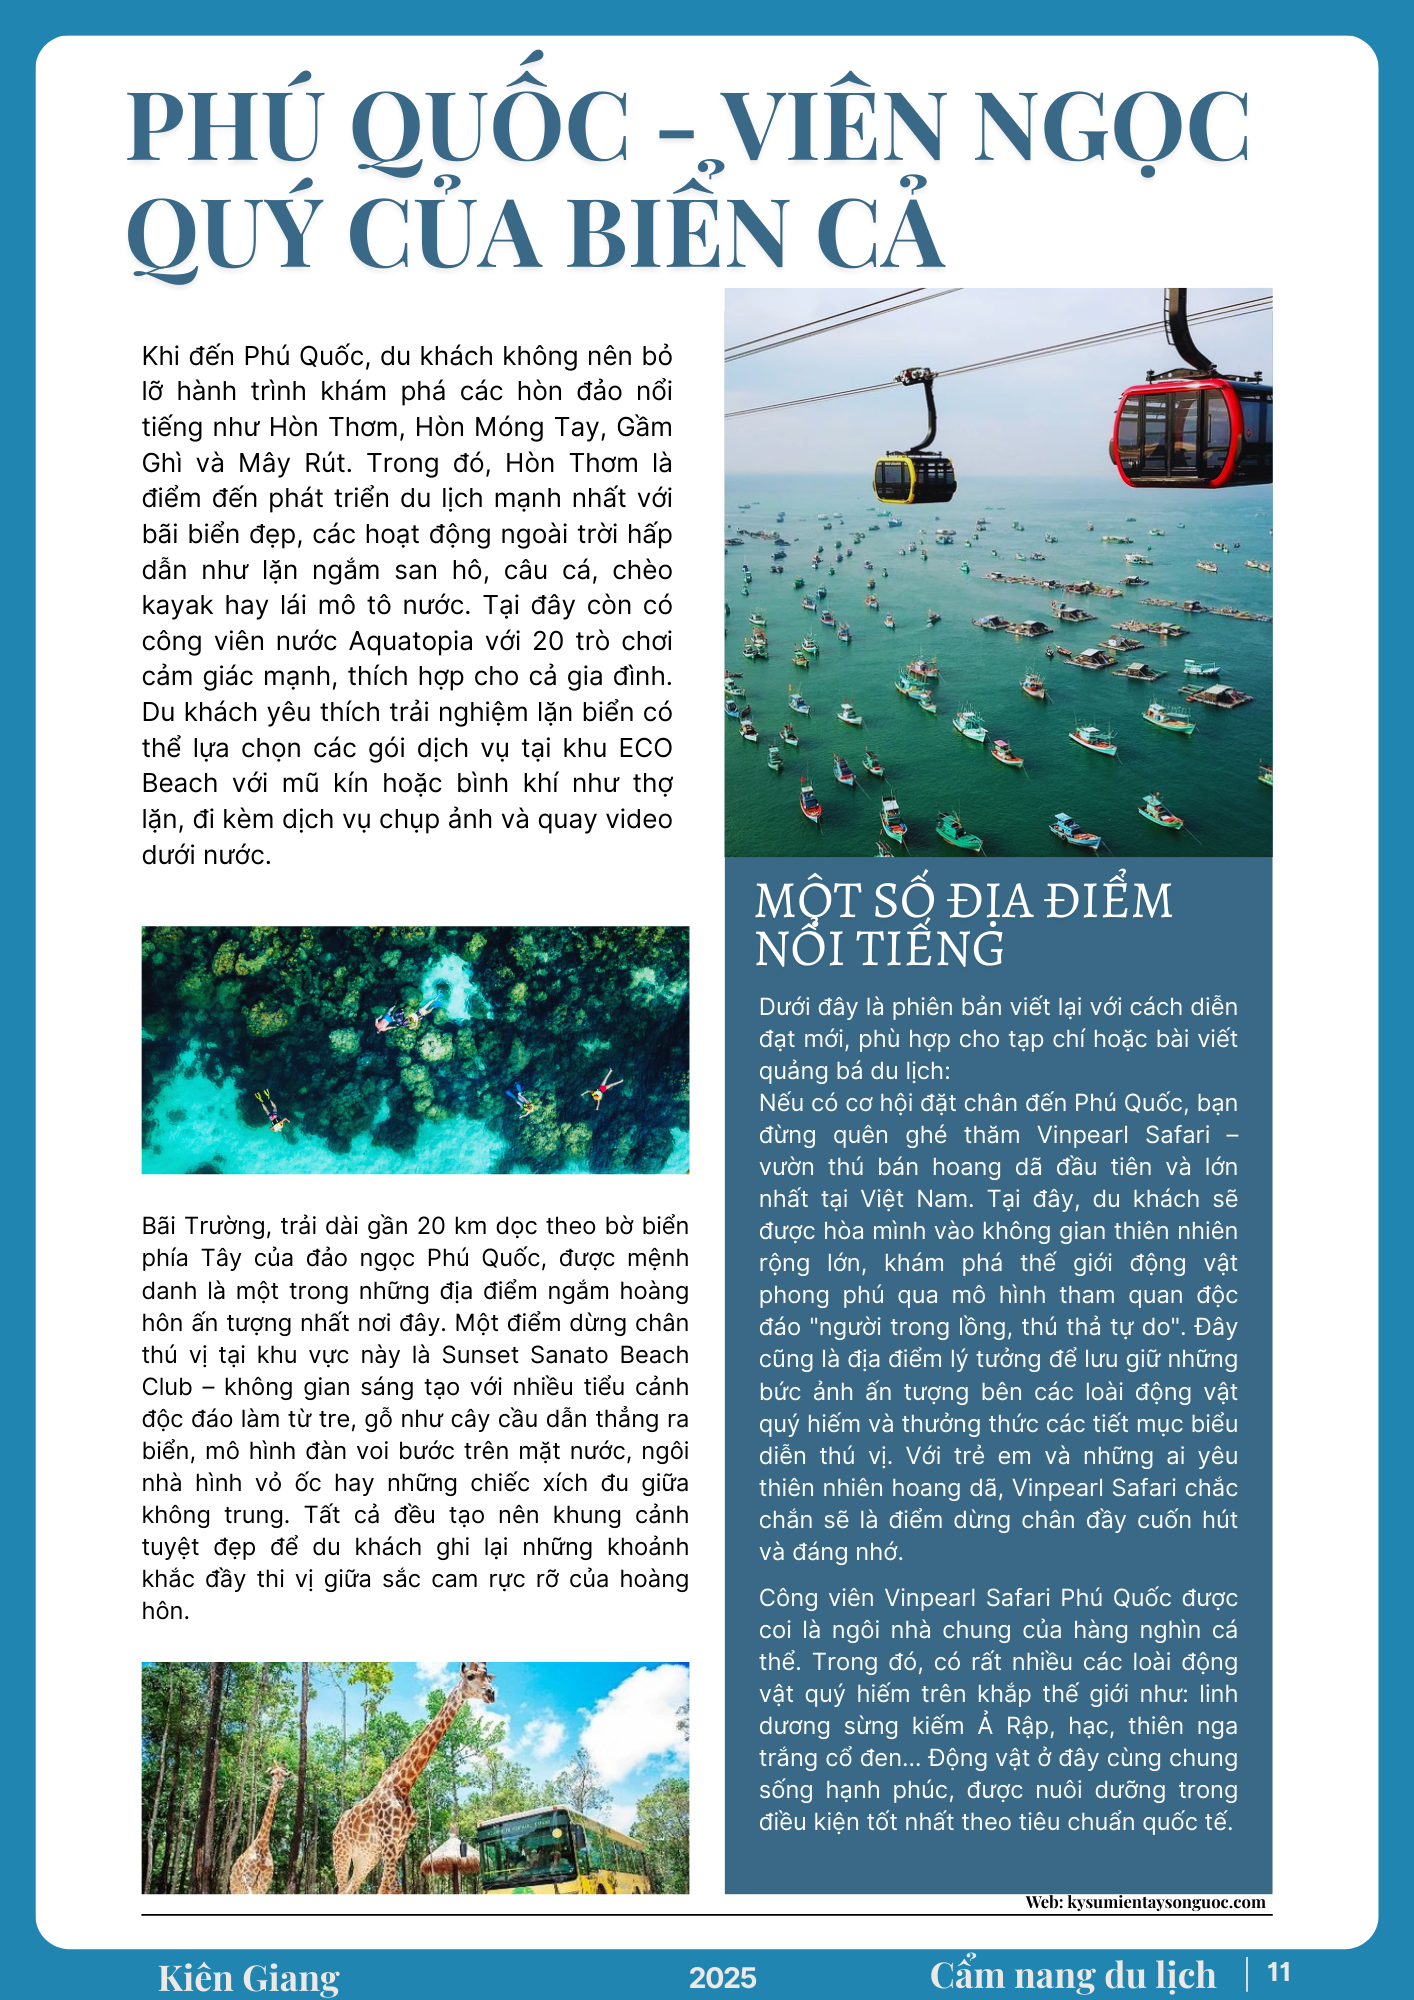 PHÚ QUỐC - VIÊN NGỌC
QUÝ CỦA BIỂN CẢ
Khi đến Phú Quốc, du khách không nên bỏ
lỡ hành trình khám phá các hòn đảo nổi
tiếng như Hòn Thơm, Hòn Móng Tay, Gầm
Ghì và Mây Rút. Trong đó, Hòn Thơm là
điểm đến phát triển du lịch mạnh nhất với
bãi biển đẹp, các hoạt động ngoài trời hấp
dẫn như lặn ngắm san hô, câu cá, chèo
kayak hay lái mô tô nước. Tại đây còn có
công viên nước Aquatopia với 20 trò chơi
cảm giác mạnh, thích hợp cho cả gia đình.
Du khách yêu thích trải nghiệm lặn biển có
thể lựa chọn các gói dịch vụ tại khu ECO
Beach với mũ kín hoặc bình khí như thợ
lặn, đi kèm dịch vụ chụp ảnh và quay video
dưới nước.
Bãi Trường, trải dài gần 20 km dọc theo bờ biển
phía Tây của đảo ngọc Phú Quốc, được mệnh
danh là một trong những địa điểm ngắm hoàng
hôn ấn tượng nhất nơi đây. Một điểm dừng chân
thú vị tại khu vực này là Sunset Sanato Beach
Club – không gian sáng tạo với nhiều tiểu cảnh
độc đáo làm từ tre, gỗ như cây cầu dẫn thẳng ra
biển, mô hình đàn voi bước trên mặt nước, ngôi
nhà hình vỏ ốc hay những chiếc xích đu giữa
không trung. Tất cả đều tạo nên khung cảnh
tuyệt đẹp để du khách ghi lại những khoảnh
khắc đầy thi vị giữa sắc cam rực rỡ của hoàng
hôn.
MỘT SỐ ĐỊA ĐIỂM
NỔI TIẾNG
Dưới đây là phiên bản viết lại với cách diễn
đạt mới, phù hợp cho tạp chí hoặc bài viết
quảng bá du lịch:
Nếu có cơ hội đặt chân đến Phú Quốc, bạn
đừng quên ghé thăm Vinpearl Safari –
vườn thú bán hoang dã đầu tiên và lớn
nhất tại Việt Nam. Tại đây, du khách sẽ
được hòa mình vào không gian thiên nhiên
rộng lớn, khám phá thế giới động vật
phong phú qua mô hình tham quan độc
đáo "người trong lồng, thú thả tự do". Đây
cũng là địa điểm lý tưởng để lưu giữ những
bức ảnh ấn tượng bên các loài động vật
quý hiếm và thưởng thức các tiết mục biểu
diễn thú vị. Với trẻ em và những ai yêu
thiên nhiên hoang dã, Vinpearl Safari chắc
chắn sẽ là điểm dừng chân đầy cuốn hút
và đáng nhớ.
Công viên Vinpearl Safari Phú Quốc được
coi là ngôi nhà chung của hàng nghìn cá
thể. Trong đó, có rất nhiều các loài động
vật quý hiếm trên khắp thế giới như: linh
dương sừng kiếm Ả Rập, hạc, thiên nga
trắng cổ đen... Động vật ở đây cùng chung
sống hạnh phúc, được nuôi dưỡng trong
điều kiện tốt nhất theo tiêu chuẩn quốc tế.
Web: kysumientaysonguoc.com
Kiên Giang
2025
Cẩm nang du lịch
11